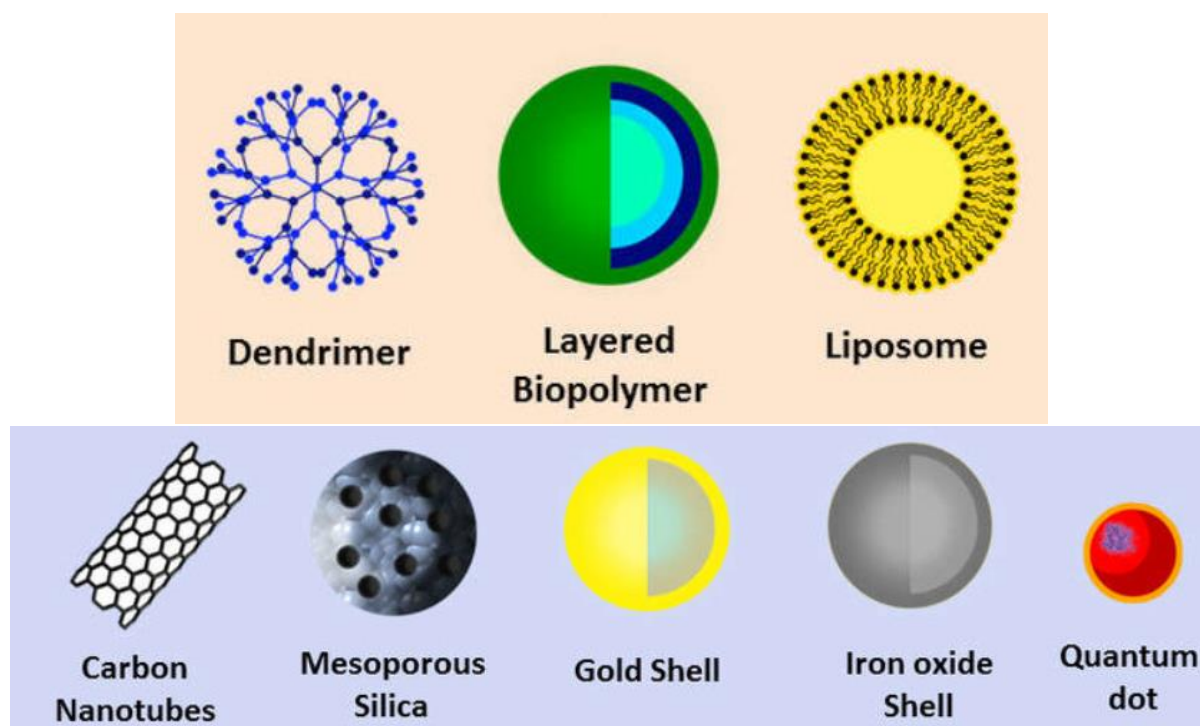 Dendrimer
Layered
Biopolymer
Liposome
Carbon
Nanotubes
Mesoporous
Silica
Gold Shell
Iron oxide
Shell
Quantum
dot